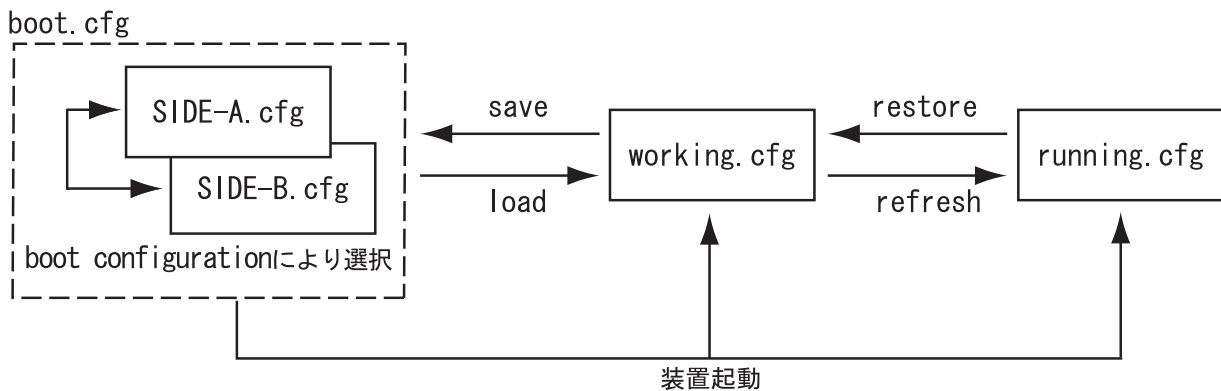 boot.cfg
SIDE-A.cfg
SIDE-B.cfg
boot configurationにより選択
save
load
working.cfg
restore
refresh
running.cfg
装置起動